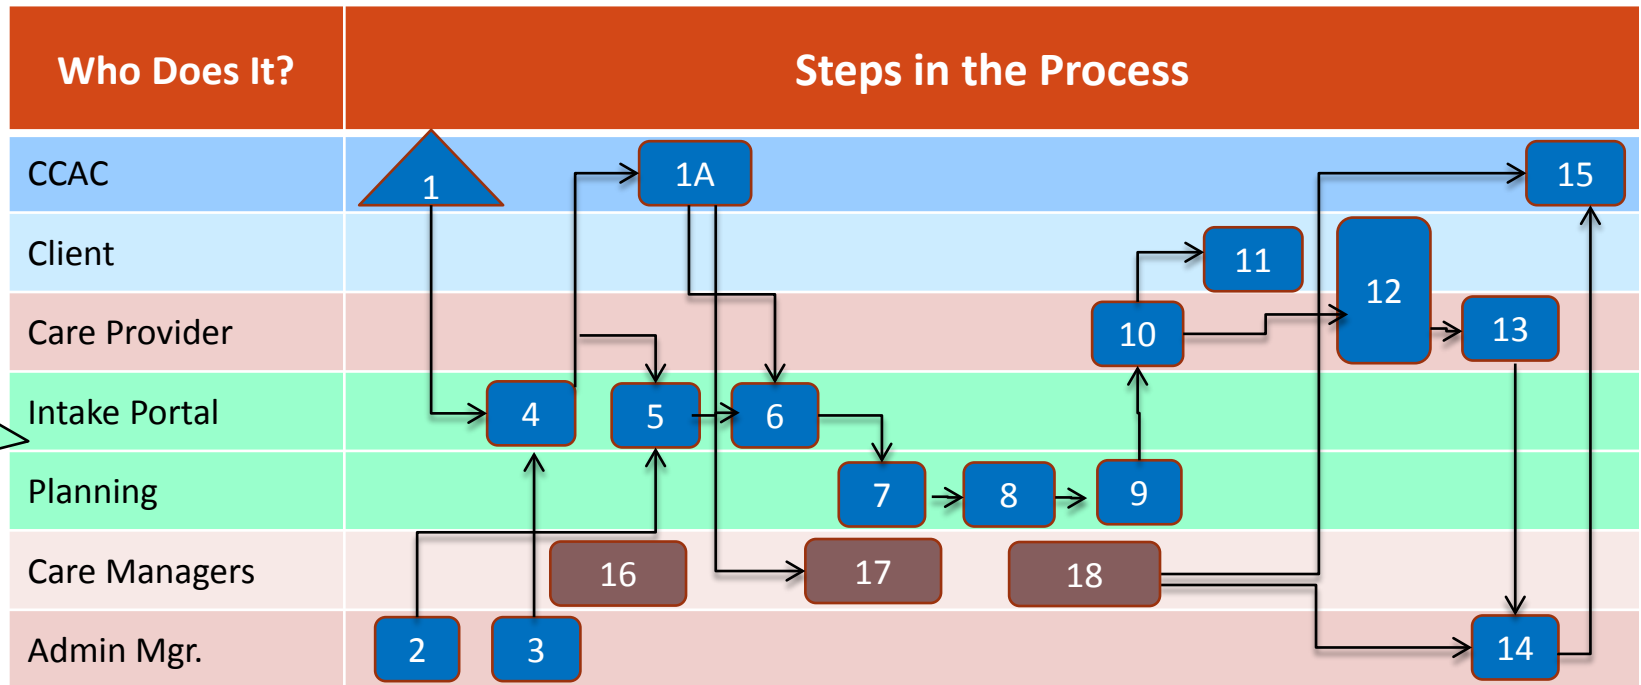 Who Does It?
Steps in the Process
CCAC
1
1A
15
Client
11
12
Care Provider
10
13
Intake Portal
4
5
6
Planning
7
8
9
Care Managers
16
17
18
Admin Mgr.
2
3
14